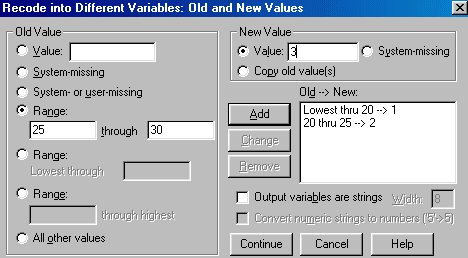 Recode into Different Variables: Old and New Values
Old Value
Value:
System-missing
System- or user-missing
Range:
25 through 30
Range:
Lowest through
Range:
through highest
All other values
New Value
Value: 3 System-missing
Copy old value(s)
Old --> New:
Add
Change
Remove
Lowest thru 20 --> 1
20 thru 25 --> 2
Output variables are strings Width: 8
Convert numeric strings to numbers ('5'->5)
Continue Cancel Help